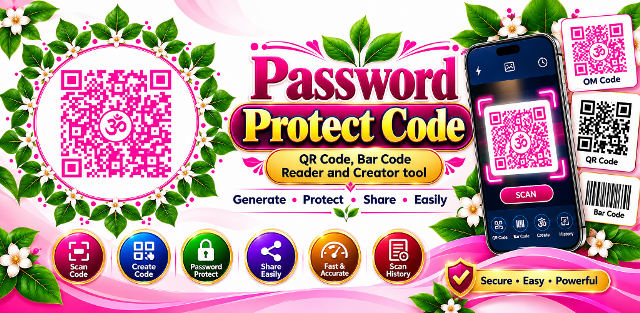 Password
Protect Code
QR Code, Bar Code
Reader and Creator tool
Generate • Protect • Share • Easily
ॐ
Scan
Code
Create
Code
Password
Protect
Share
Easily
Fast &
Accurate
Scan
History
ॐ
SCAN
QR Code
Bar Code
Create
History
ॐ
OM Code
QR Code
Bar Code
Secure • Easy • Powerful